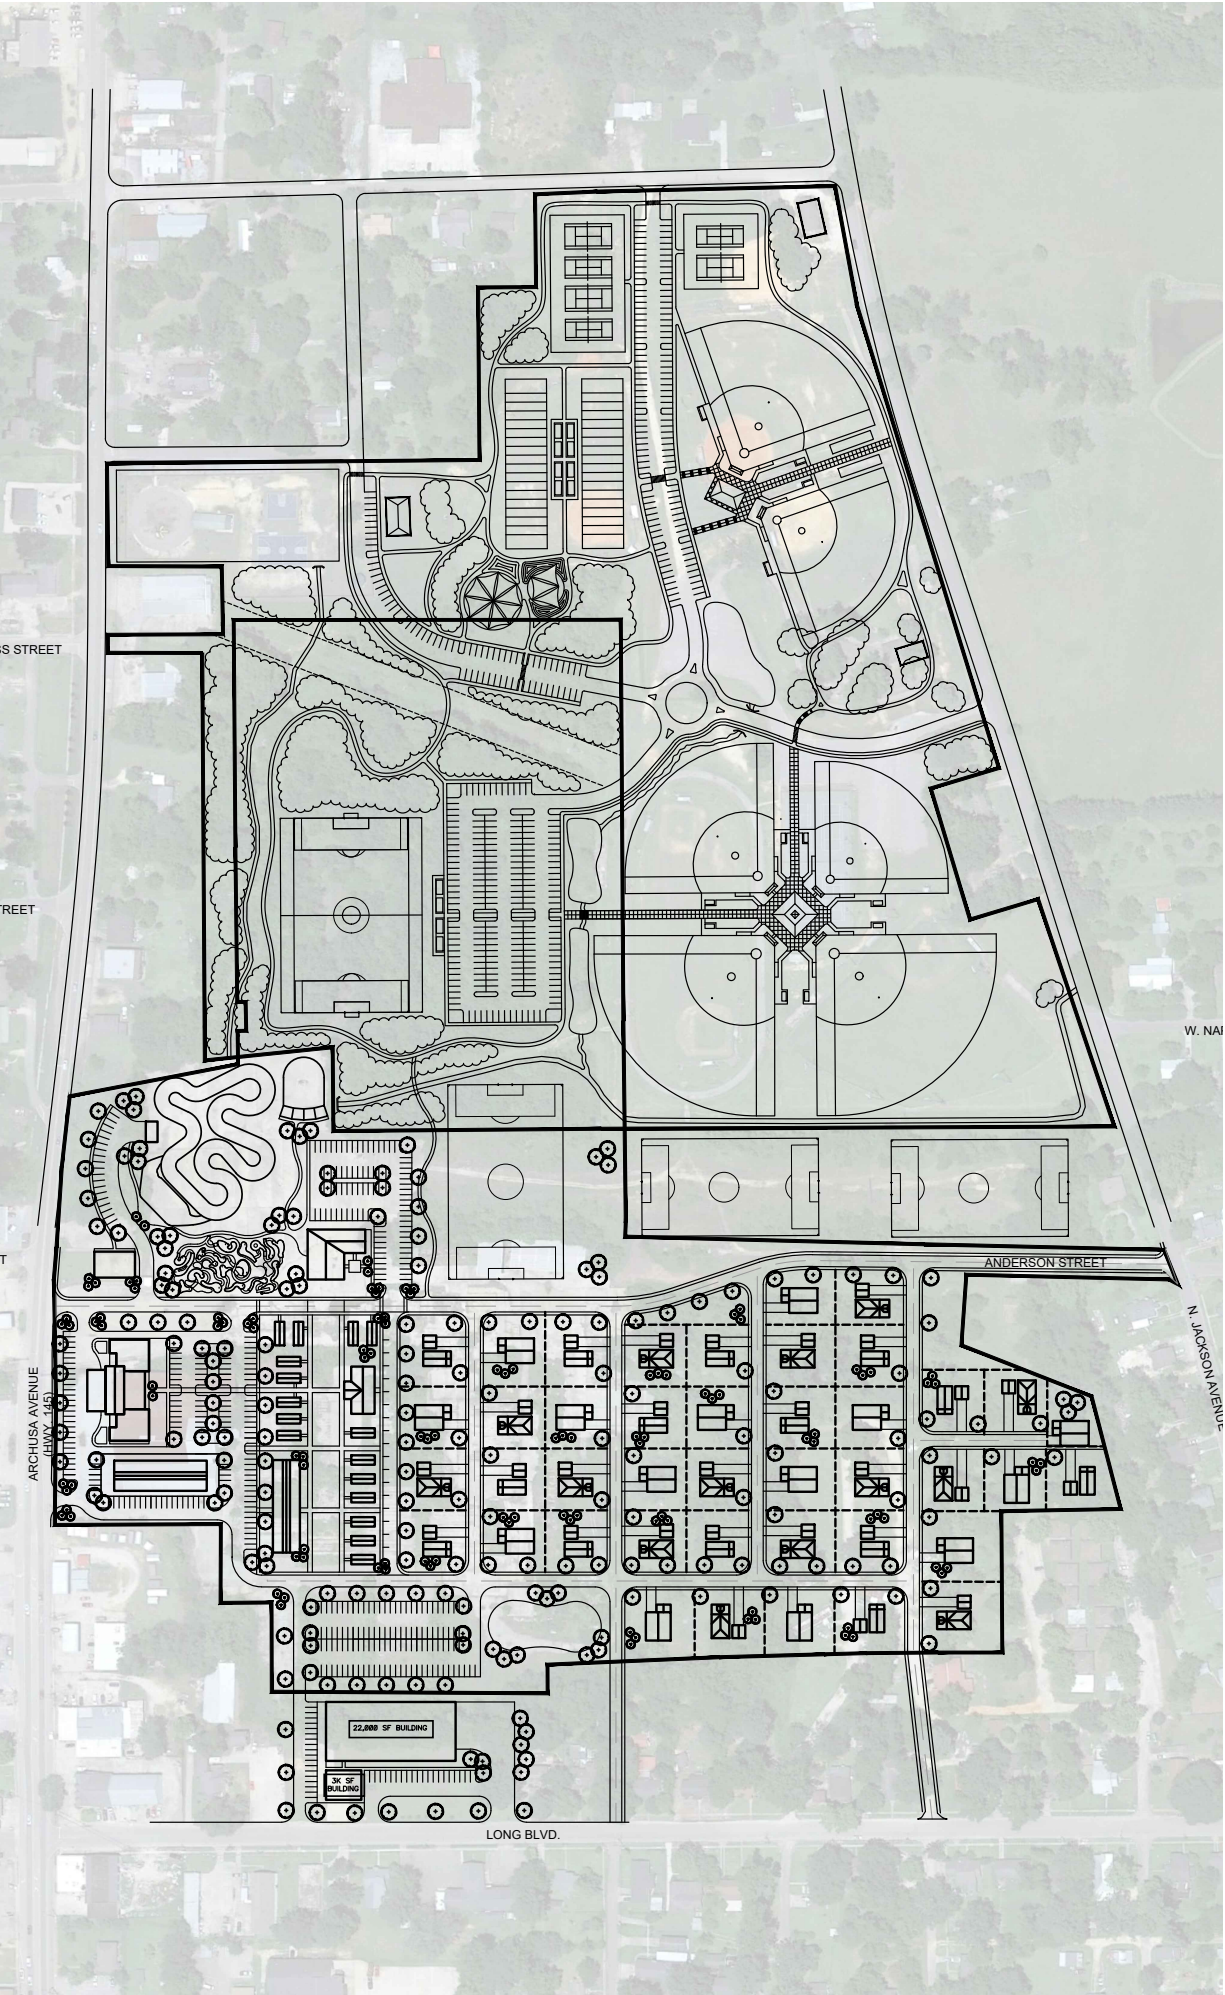 SS STREET
TREET
W. NAR
T
ANDERSON STREET
N. JACKSON AVENUE
ARCHUSA AVENUE
(HWY. 145)
22,000 SF BUILDING
3K SF
BUILDING
LONG BLVD.